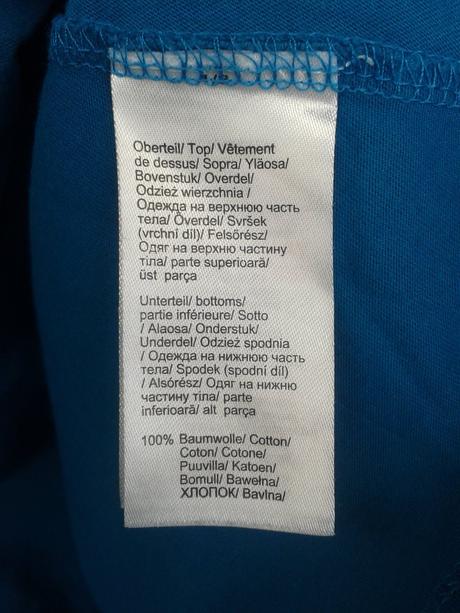 Oberteil/ Top/ Vêtement
de dessus/ Sopra/ Yläosa/
Bovenstuk/ Overdel/
Odzież wierzchnia /
Одежда на верхнюю часть
тела/ Överdel/ Svršek
(vrchní díl)/ Felsörész/
Одяг на верхню частину
тіла/ parte superioară/
üst parça
Unterteil/ bottoms/
partie inférieure/ Sotto
/ Alaosa/ Onderstuk/
Underdel/ Odzież spodnia
/ Одежда на нижнюю часть
тела/ Spodek (spodní díl)
/ Alsórész/ Одяг на нижню
частину тіла/ parte
inferioară/ alt parça
100% Baumwolle/ Cotton/
Coton/ Cotone/
Puuvilla/ Katoen/
Bomull/ Bawełna/
ХЛОПОК/ Bavlna/